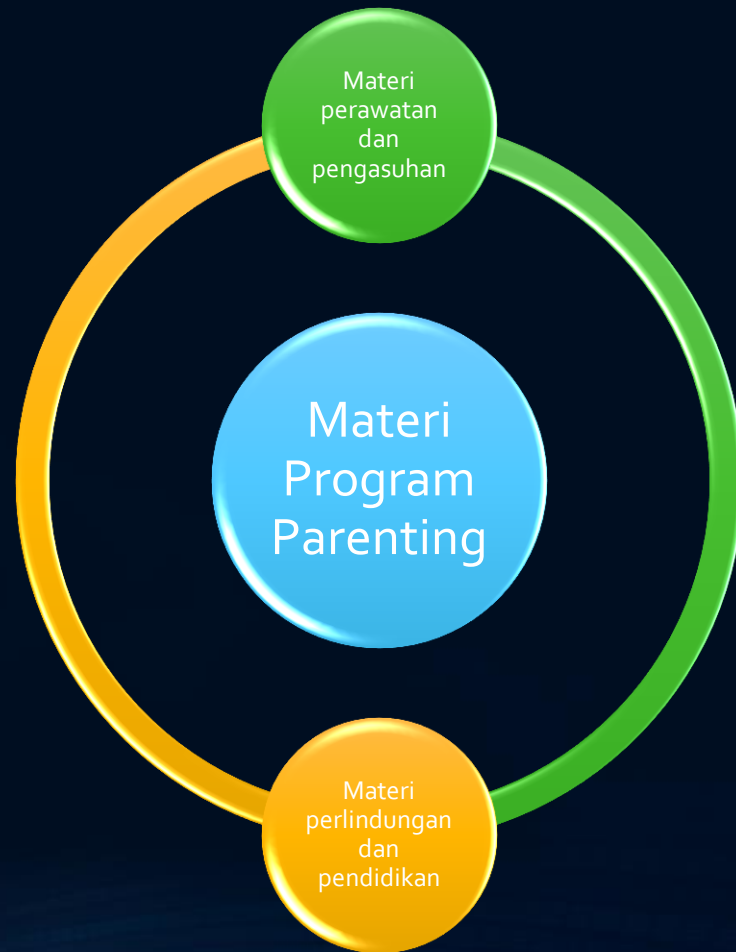 Materi
perawatan
dan
pengasuhan
Materi
Program
Parenting
Materi
perlindungan
dan
pendidikan